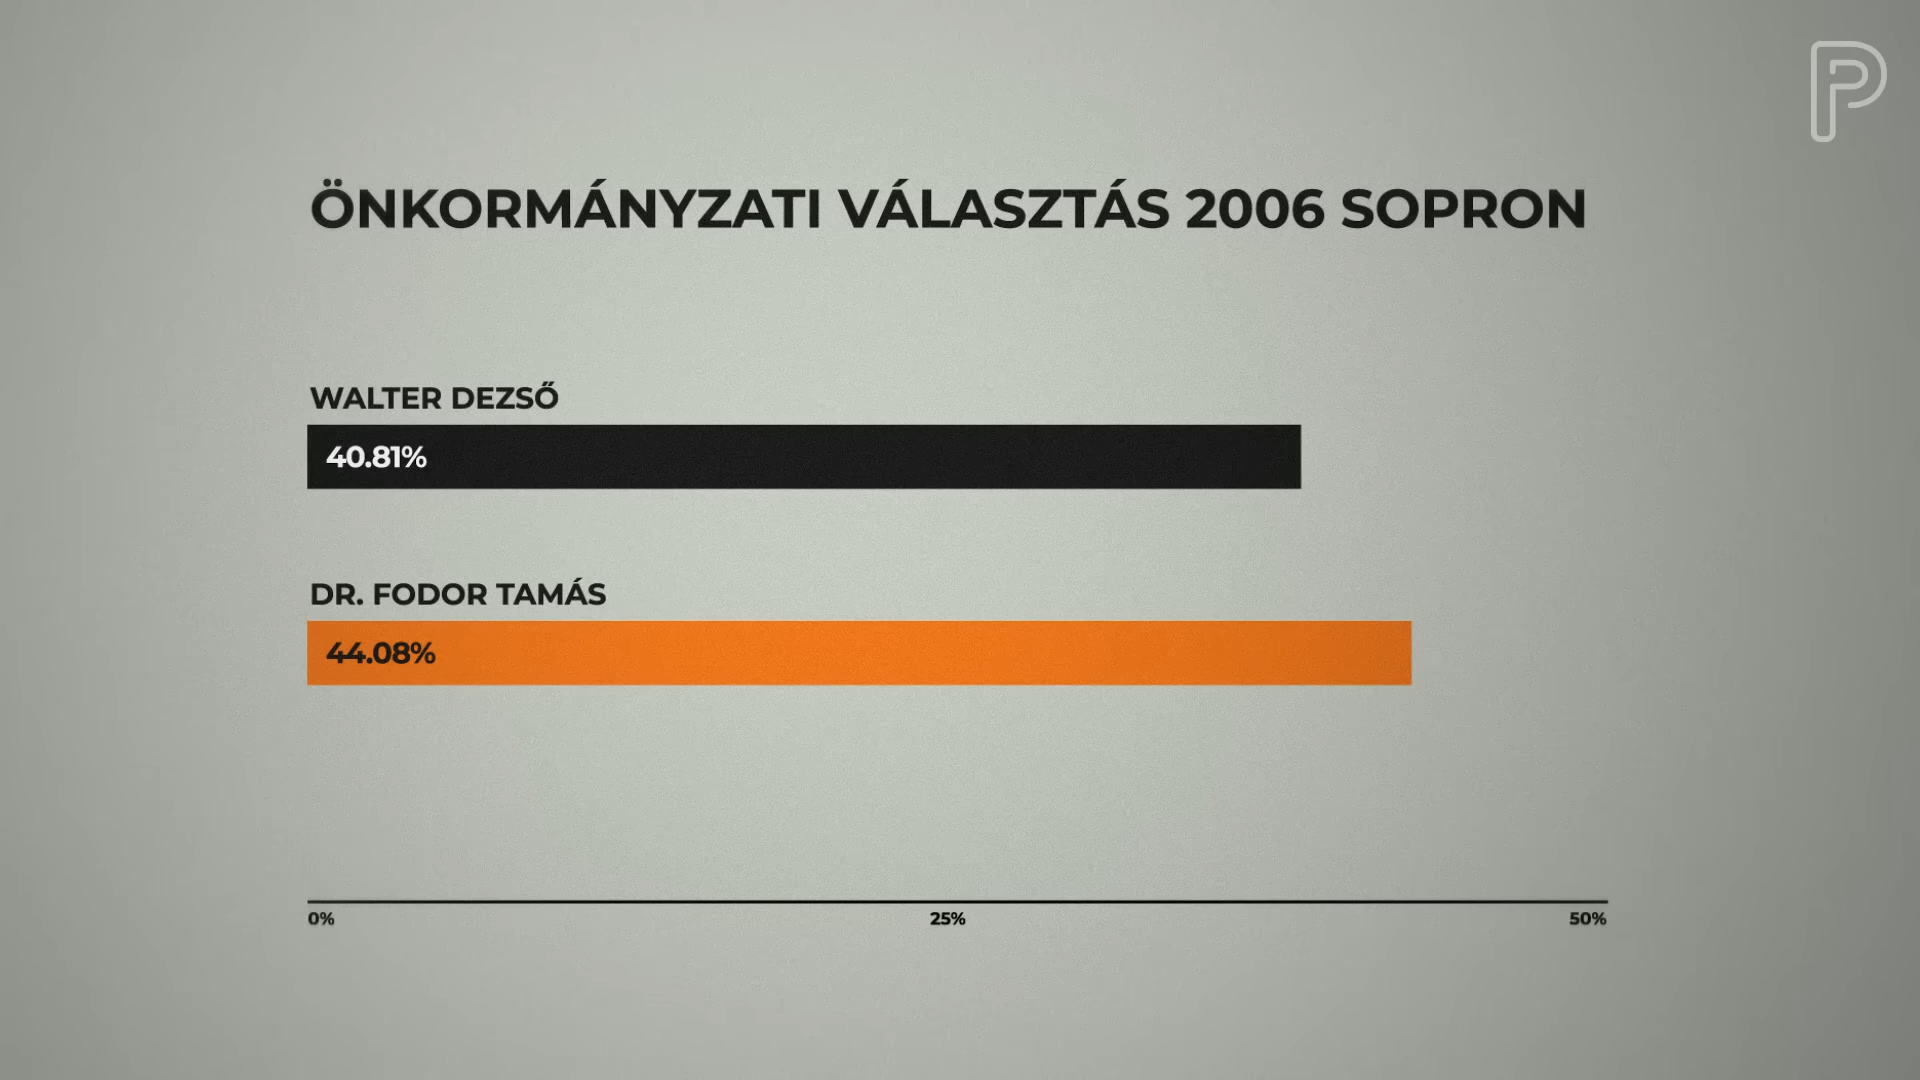 ÖNKORMÁNYZATI VÁLASZTÁS 2006 SOPRON
WALTER DEZSŐ
40.81%
DR. FODOR TAMÁS
44.08%
0% 25% 50%